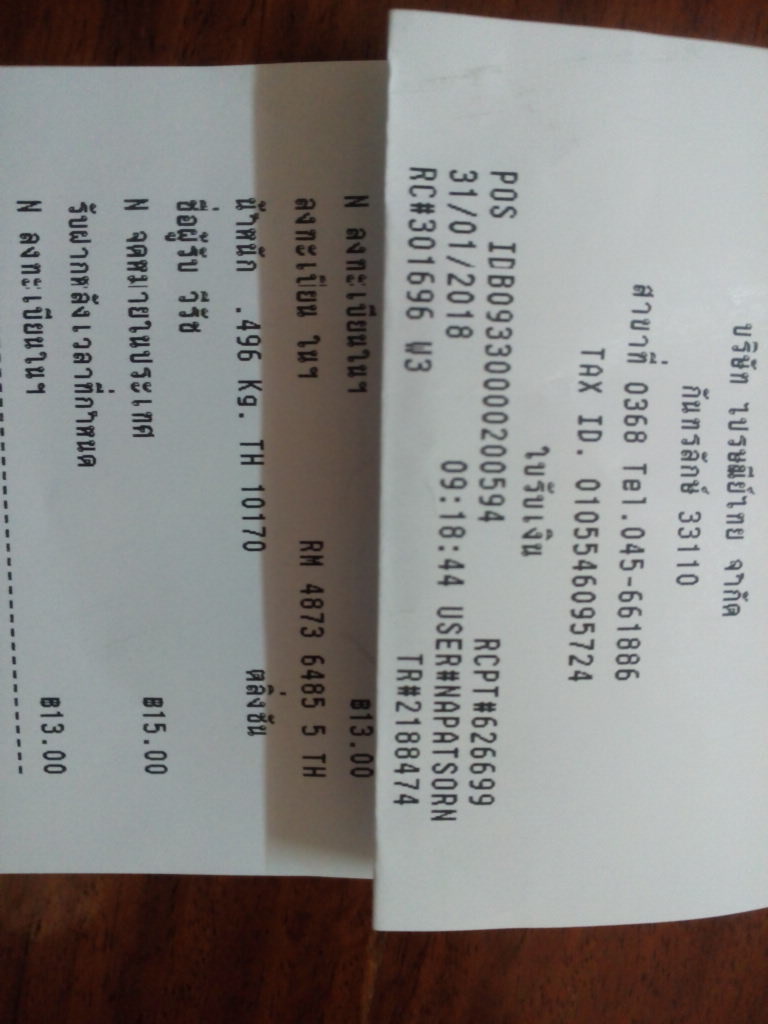 บริษัท ไปรษณีย์ไทย จำกัด
กันทรลักษ์ 33110
สาขาที่ 0368 Tel.045-661886
TAX ID. 0105546095724
ใบรับเงิน
POS IDB09330000200594 RCPT#626699
31/01/2018 09:18:44 USER#NAPATSORN
RC#301696 W3 TR#2188474
N ลงทะเบียนในฯ ฿13.00
ลงทะเบียน ในฯ RM 4873 6485 5 TH
น้ำหนัก .496 Kg. TH 10170 ตลิ่งชัน
ชื่อผู้รับ วีรัช
N จดหมายในประเทศ ฿15.00
รับฝากหลังเวลาที่กำหนด
N ลงทะเบียนในฯ ฿13.00